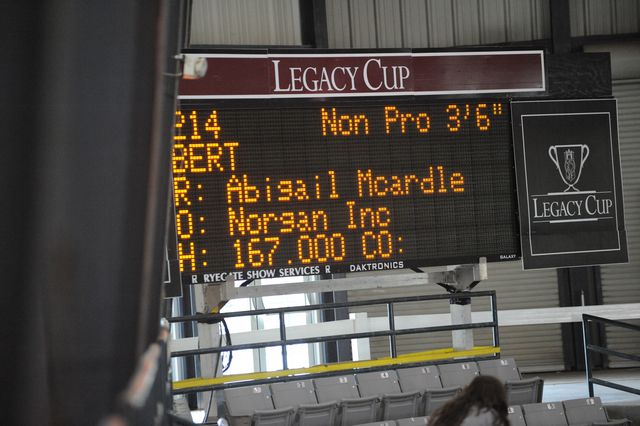 LEGACY CUP
214 Non Pro 3'6"
BERT
R: Abigail Mcardle
O: Norgan Inc
H: 167.000 CO:
R RYEGATE SHOW SERVICES R DAKTRONICS
GALAXY
LEGACY CUP